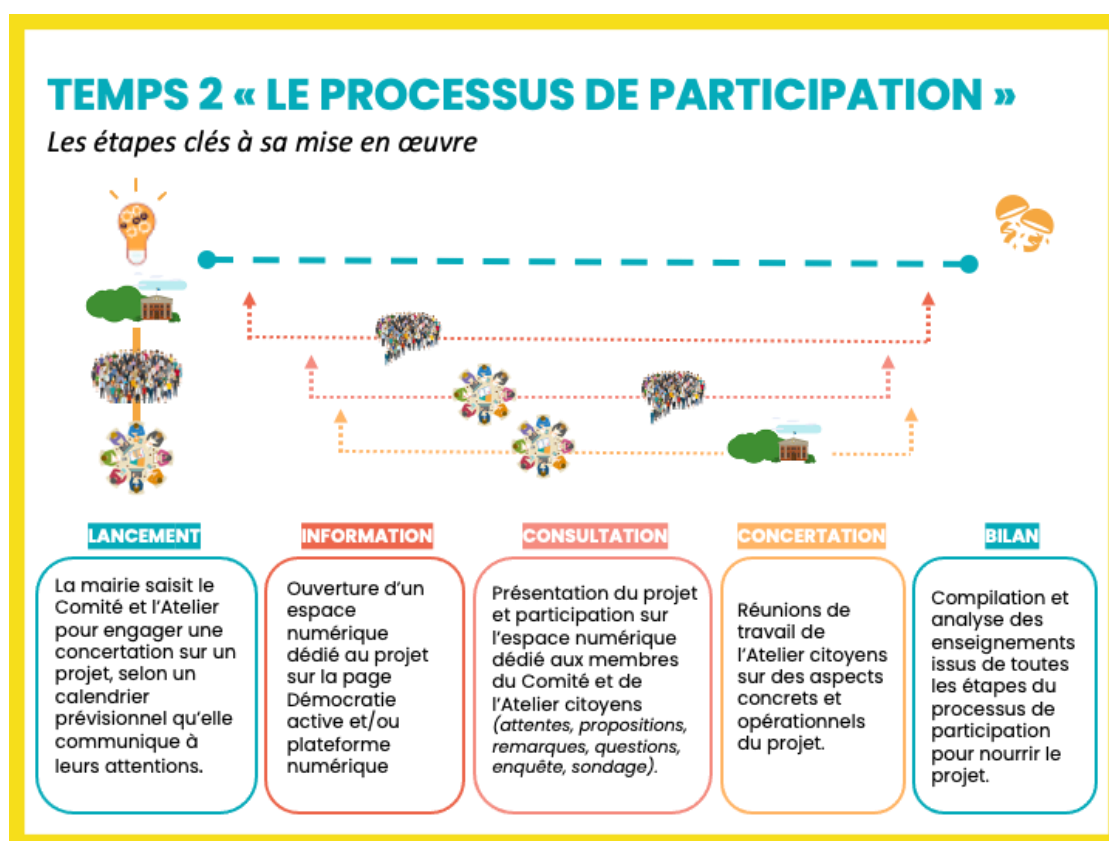 TEMPS 2 « LE PROCESSUS DE PARTICIPATION »
Les étapes clés à sa mise en œuvre
LANCEMENT
La mairie saisit le
Comité et l'Atelier
pour engager une
concertation sur un
projet, selon un
calendrier
prévisionnel qu'elle
communique à
leurs attentions.
INFORMATION
Ouverture d'un
espace
numérique
dédié au projet
sur la page
Démocratie
active et/ou
plateforme
numérique
CONSULTATION
Présentation du projet
et participation sur
l'espace numérique
dédié aux membres
du Comité et de
l'Atelier citoyens
(attentes, propositions,
remarques, questions,
enquête, sondage).
CONCERTATION
Réunions de
travail de
l'Atelier citoyens
sur des aspects
concrets et
opérationnels
du projet.
BILAN
Compilation et
analyse des
enseignements
issus de toutes
les étapes du
processus de
participation
pour nourrir le
projet.